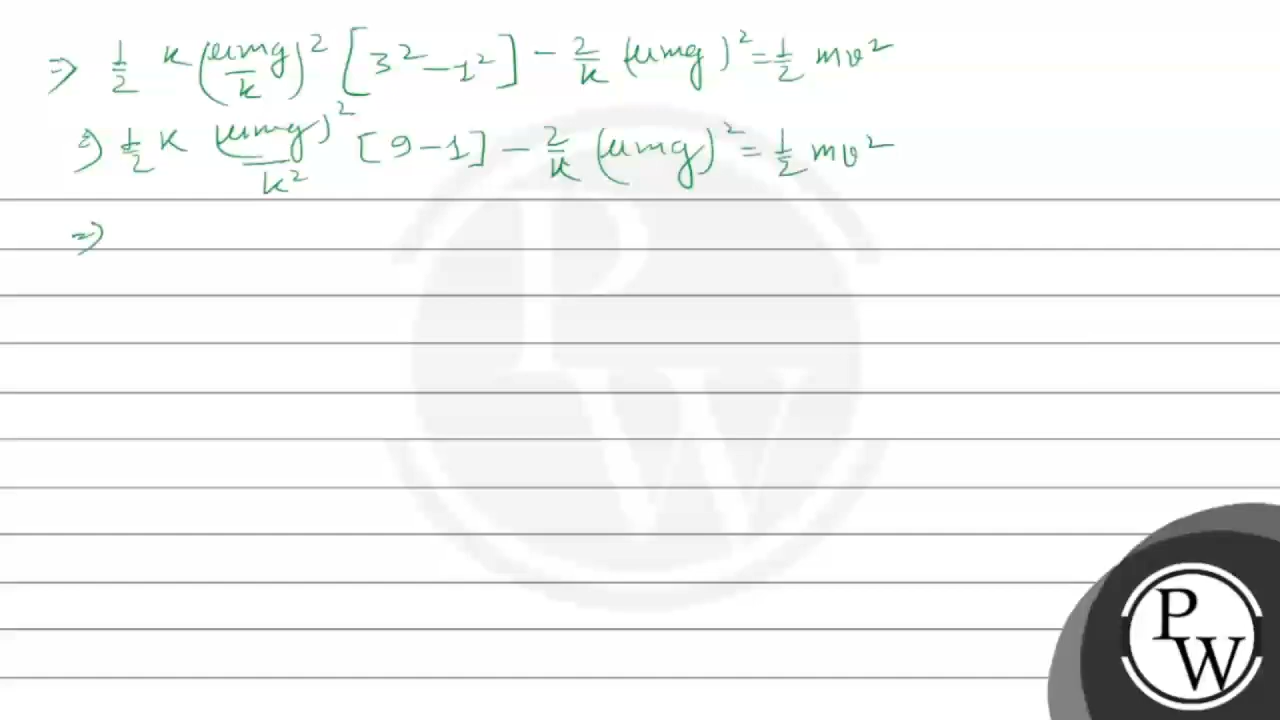 ⇒ 1/2 k (μmg/k)² [3² − 1²] − 2/k (μmg)² = 1/2 mv²
⇒ 1/2 k (μmg)²/k² [9 − 1] − 2/k (μmg)² = 1/2 mv²
⇒
PW
PW